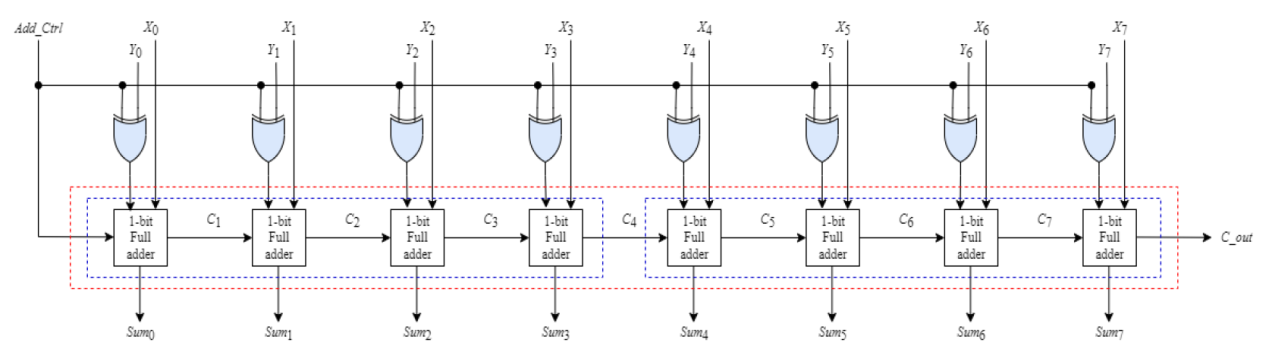 Add_Ctrl X0 X1 X2 X3 X4 X5 X6 X7
Y0 Y1 Y2 Y3 Y4 Y5 Y6 Y7
1-bit 1-bit 1-bit 1-bit 1-bit 1-bit 1-bit 1-bit
C1 C2 C3 C4 C5 C6 C7
Full Full Full Full Full Full Full Full C_out
adder adder adder adder adder adder adder adder
Sum0 Sum1 Sum2 Sum3 Sum4 Sum5 Sum6 Sum7